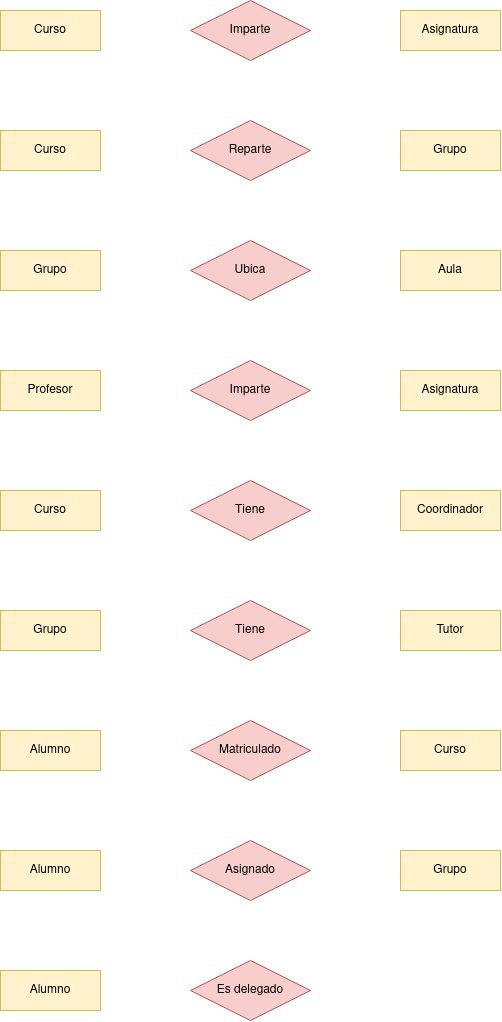 Curso Imparte Asignatura
Curso Reparte Grupo
Grupo Ubica Aula
Profesor Imparte Asignatura
Curso Tiene Coordinador
Grupo Tiene Tutor
Alumno Matriculado Curso
Alumno Asignado Grupo
Alumno Es delegado